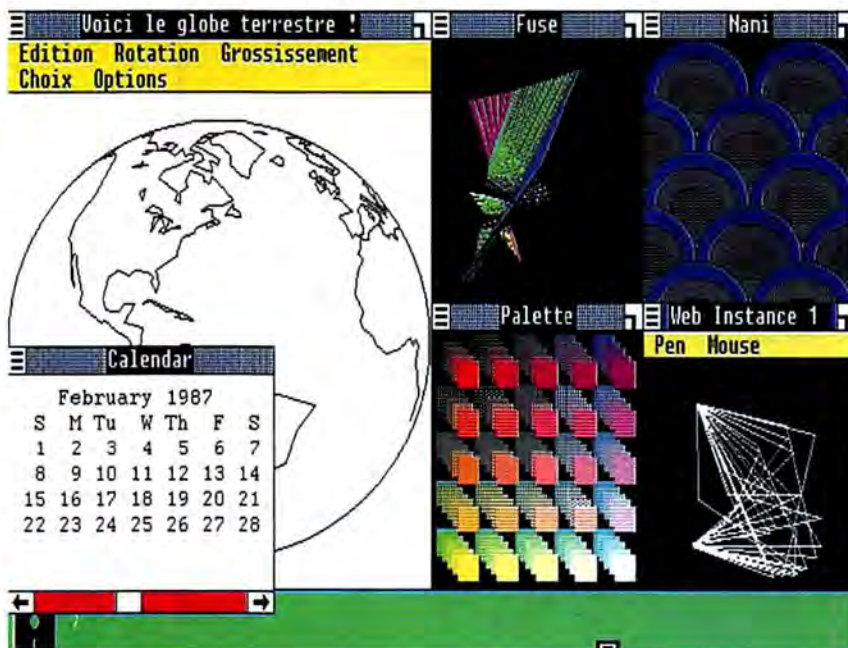 Voici le globe terrestre !
Edition Rotation Grossissement
Choix Options
Fuse
Nami
Palette
Web Instance 1
Pen Mouse
Calendar
February 1987
S M Tu W Th F S
1 2 3 4 5 6 7
8 9 10 11 12 13 14
15 16 17 18 19 20 21
22 23 24 25 26 27 28